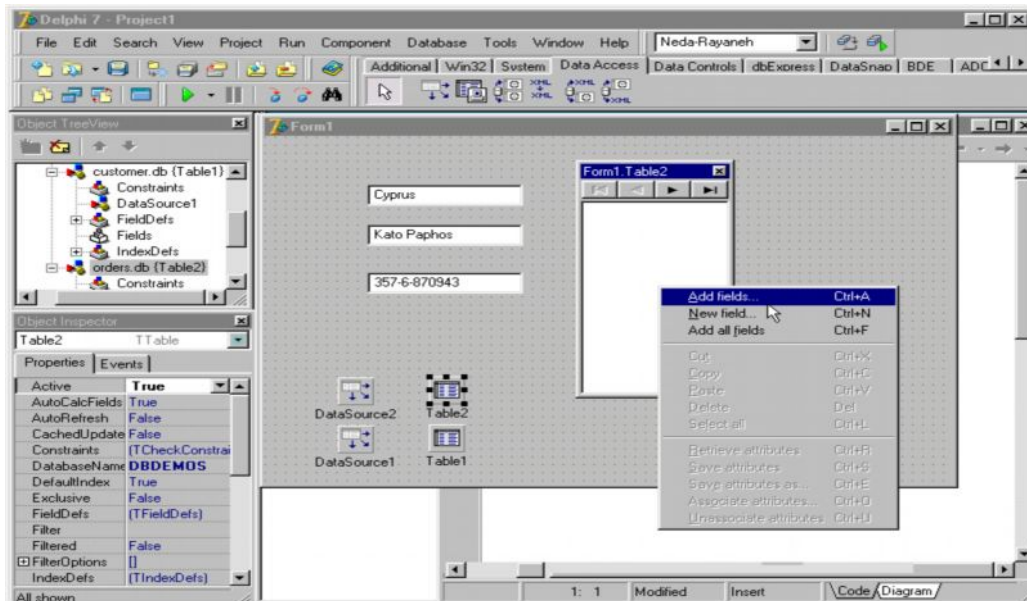 Delphi 7 - Project1
File Edit Search View Project Run Component Database Tools Window Help
Neda-Rayaneh
Additional Win32 System Data Access Data Controls dbExpress DataSnap BDE ADC
Object TreeView
customer.db {Table1}
Constraints
DataSource1
FieldDefs
Fields
IndexDefs
orders.db {Table2}
Constraints
Object Inspector
Table2 TTable
Properties Events
Active True
AutoCalcFields True
AutoRefresh False
CachedUpdate False
Constraints (TCheckConstrai
DatabaseName DBDEMOS
DefaultIndex True
Exclusive False
FieldDefs (TFieldDefs)
Filter
Filtered False
FilterOptions []
IndexDefs (TIndexDefs)
All shown
Form1
Cyprus
Kato Paphos
357-6-870943
DataSource2 Table2
DataSource1 Table1
Form1.Table2
Add fields... Ctrl+A
New field... Ctrl+N
Add all fields Ctrl+F
Cut Ctrl+X
Copy Ctrl+C
Paste Ctrl+V
Delete Del
Select all Ctrl+L
Retrieve attributes Ctrl+R
Save attributes Ctrl+S
Save attributes as... Ctrl+E
Associate attributes... Ctrl+O
Unassociate attributes Ctrl+U
1: 1 Modified Insert Code Diagram